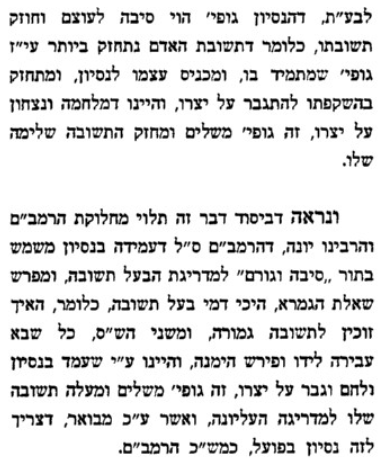 לבע״ת, דהנסיון גופי׳ הוי סיבה לעוצם וחוזק
תשובתו, כלומר דתשובת האדם נתחזק ביותר עי״ז
גופי׳ שמתמיד בו, ומכניס עצמו לנסיון, ומתחזק
בהשקפתו להתגבר על יצרו, והיינו דמלחמה ונצחון
על יצרו, זה גופי׳ משלים ומחזק התשובה שלימה
שלו.
ונראה דביסוד דבר זה תלוי מחלוקת הרמב״ם
והרבינו יונה, דהרמב״ם ס״ל דעמידה בנסיון משמש
בתור „סיבה וגורם״ למדריגת הבעל תשובה, ומפרש
שאלת הגמרא, היכי דמי בעל תשובה, כלומר, האיך
זוכין לתשובה גמורה, ומשני הש״ס, כל שבא
עבירה לידו ופירש הימנה, והיינו ע״י שעמד בנסיון
ולחם וגבר על יצרו, זה גופי׳ משלים ומעלה תשובה
שלו למדריגה העליונה, ואשר ע״כ מבואר, דצריך
לזה נסיון בפועל, כמש״כ הרמב״ם.